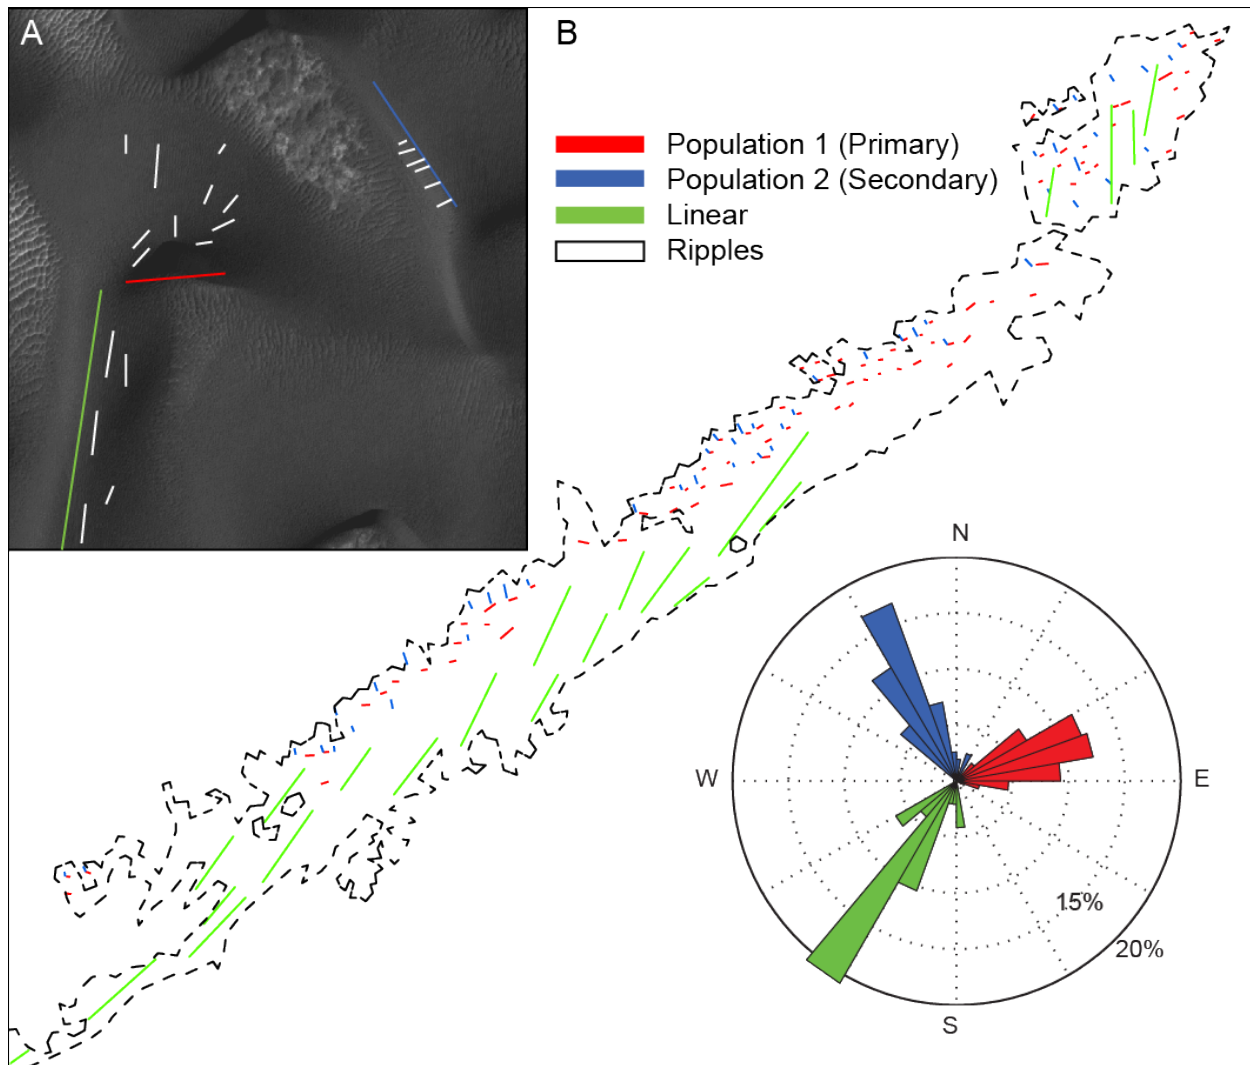 A
B
Population 1 (Primary)
Population 2 (Secondary)
Linear
Ripples
N
W
E
15%
20%
S